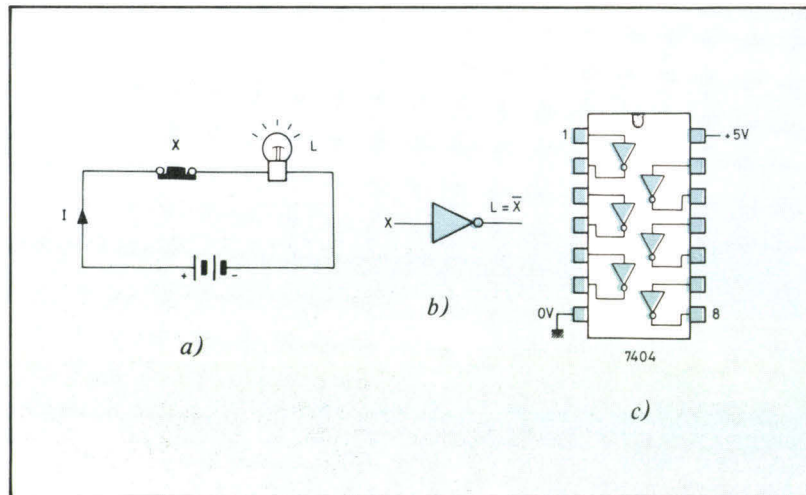 X
L
I
+
-
a)
X
L = X̅
b)
1
+5V
0V
8
7404
c)